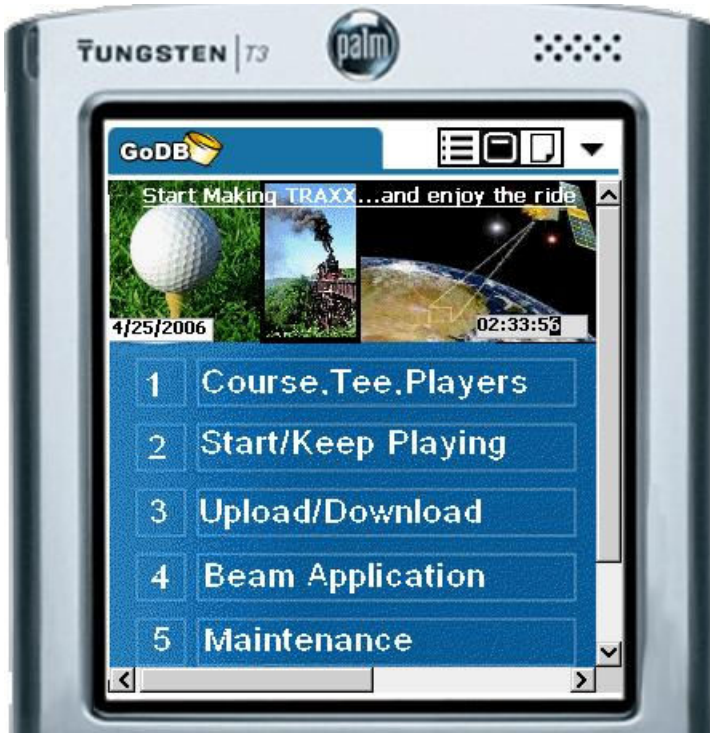 TUNGSTEN | T3
palm
GoDB
Start Making TRAXX...and enjoy the ride
4/25/2006
02:33:53
1 Course,Tee,Players
2 Start/Keep Playing
3 Upload/Download
4 Beam Application
5 Maintenance